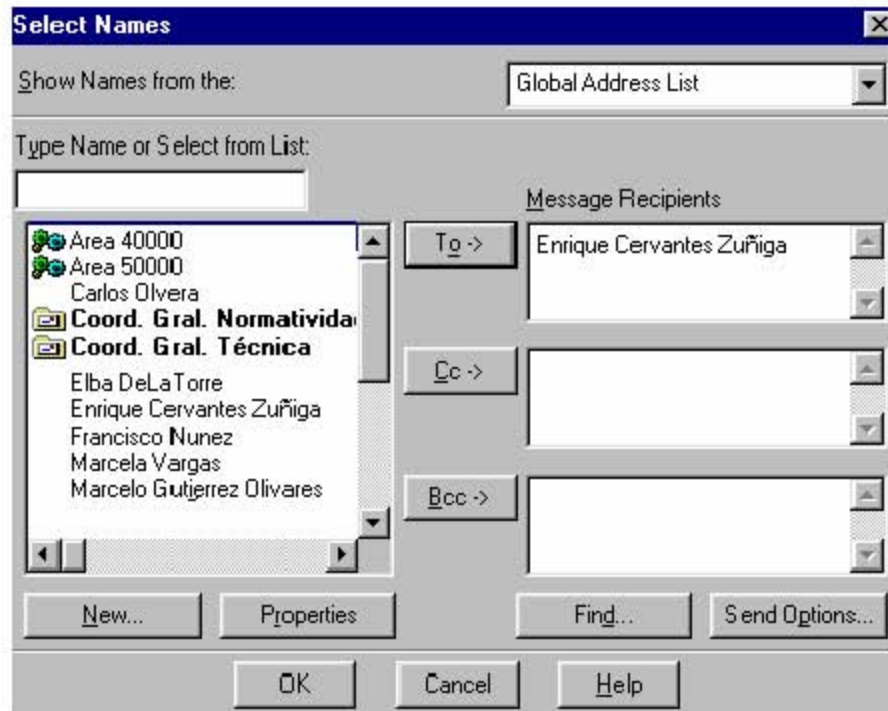 Select Names
Show Names from the:
Global Address List
Type Name or Select from List:
Message Recipients
Area 40000
Area 50000
Carlos Olvera
Coord. Gral. Normativida
Coord. Gral. Técnica
Elba DeLaTorre
Enrique Cervantes Zuñiga
Francisco Nunez
Marcela Vargas
Marcelo Gutierrez Olivares
To ->
Enrique Cervantes Zuñiga
Cc ->
Bcc ->
New...
Properties
Find...
Send Options...
OK
Cancel
Help